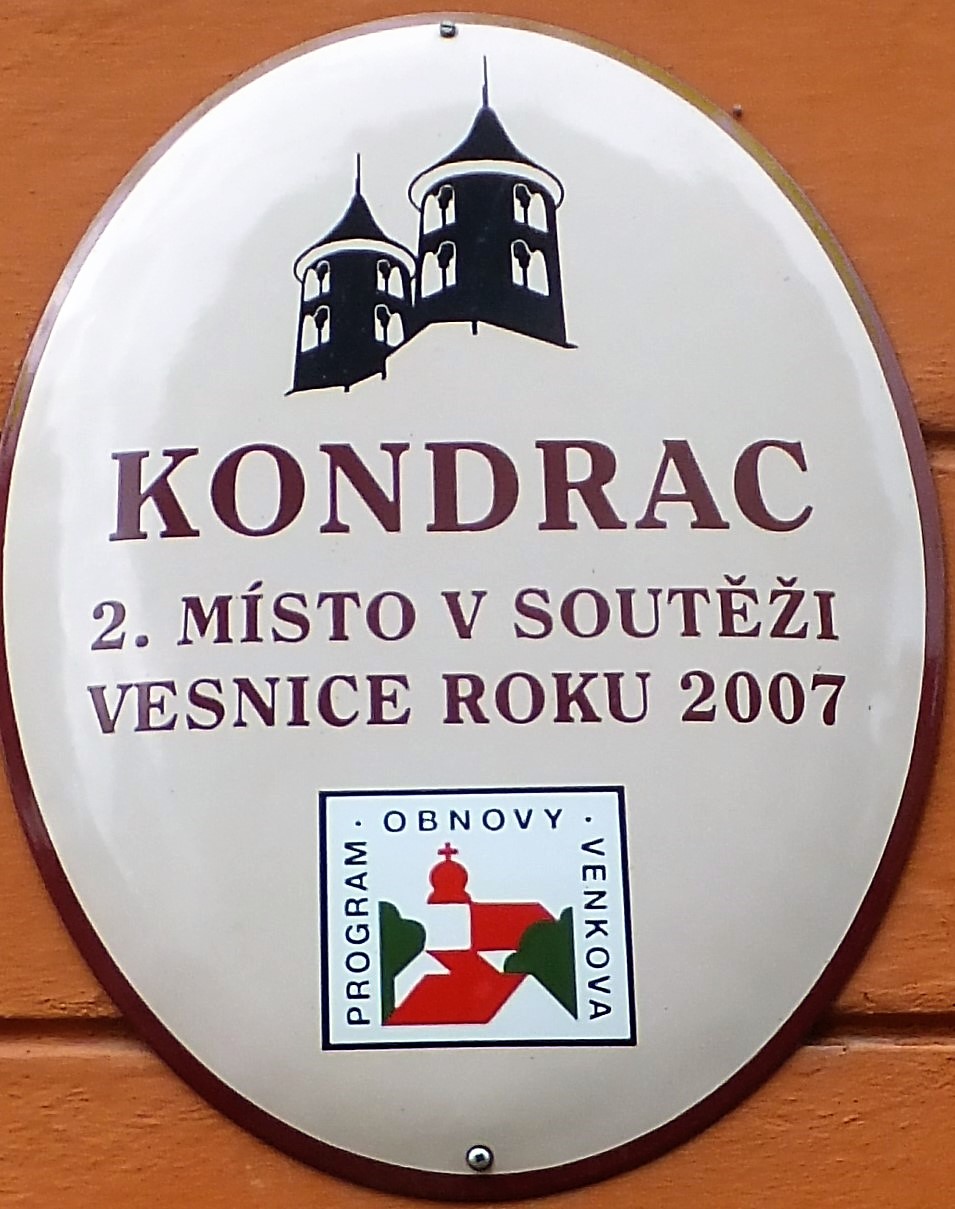 KONDRAC
2. MÍSTO V SOUTĚŽI
VESNICE ROKU 2007
PROGRAM · OBNOVY · VENKOVA